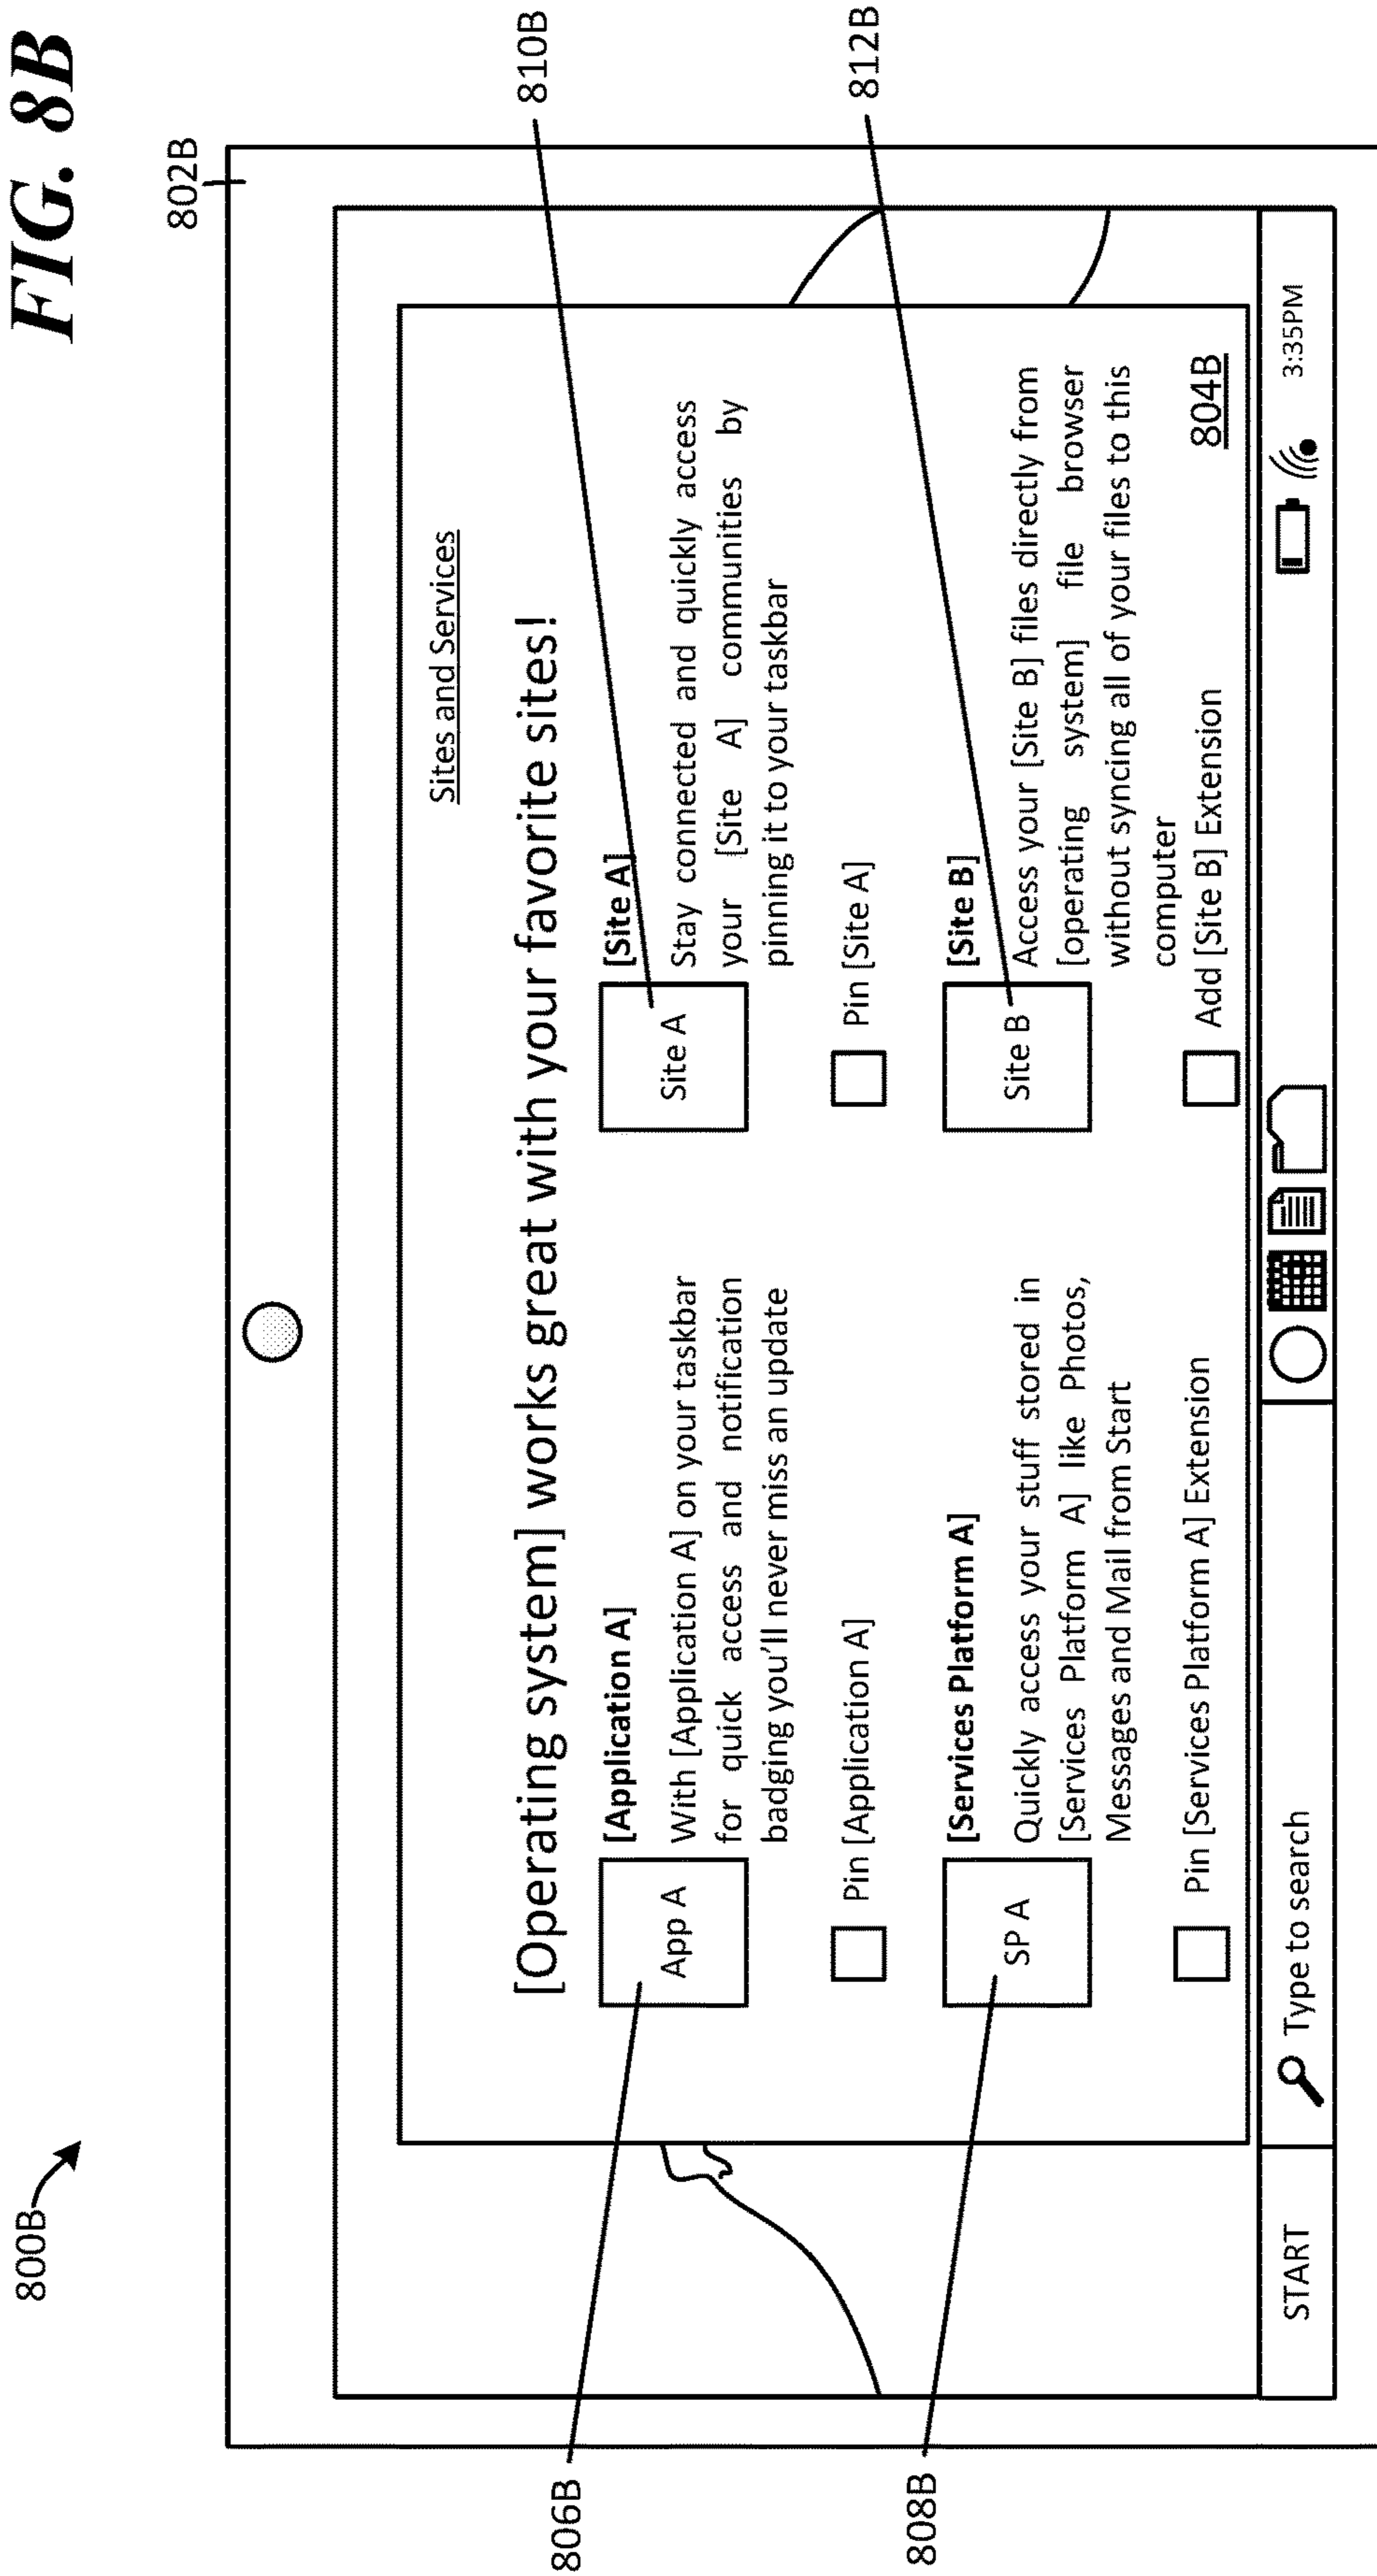 FIG. 8B
800B
802B
Sites and Services
[Operating system] works great with your favorite sites!
806B
App A
[Application A]
With [Application A] on your taskbar
for quick access and notification
badging you'll never miss an update
Pin [Application A]
810B
Site A
[Site A]
Stay connected and quickly access
your [Site A] communities by
pinning it to your taskbar
Pin [Site A]
808B
SP A
[Services Platform A]
Quickly access your stuff stored in
[Services Platform A] like Photos,
Messages and Mail from Start
Pin [Services Platform A] Extension
812B
Site B
[Site B]
Access your [Site B] files directly from
[operating system] file browser
without syncing all of your files to this
computer
Add [Site B] Extension
804B
START
Type to search
3:35PM